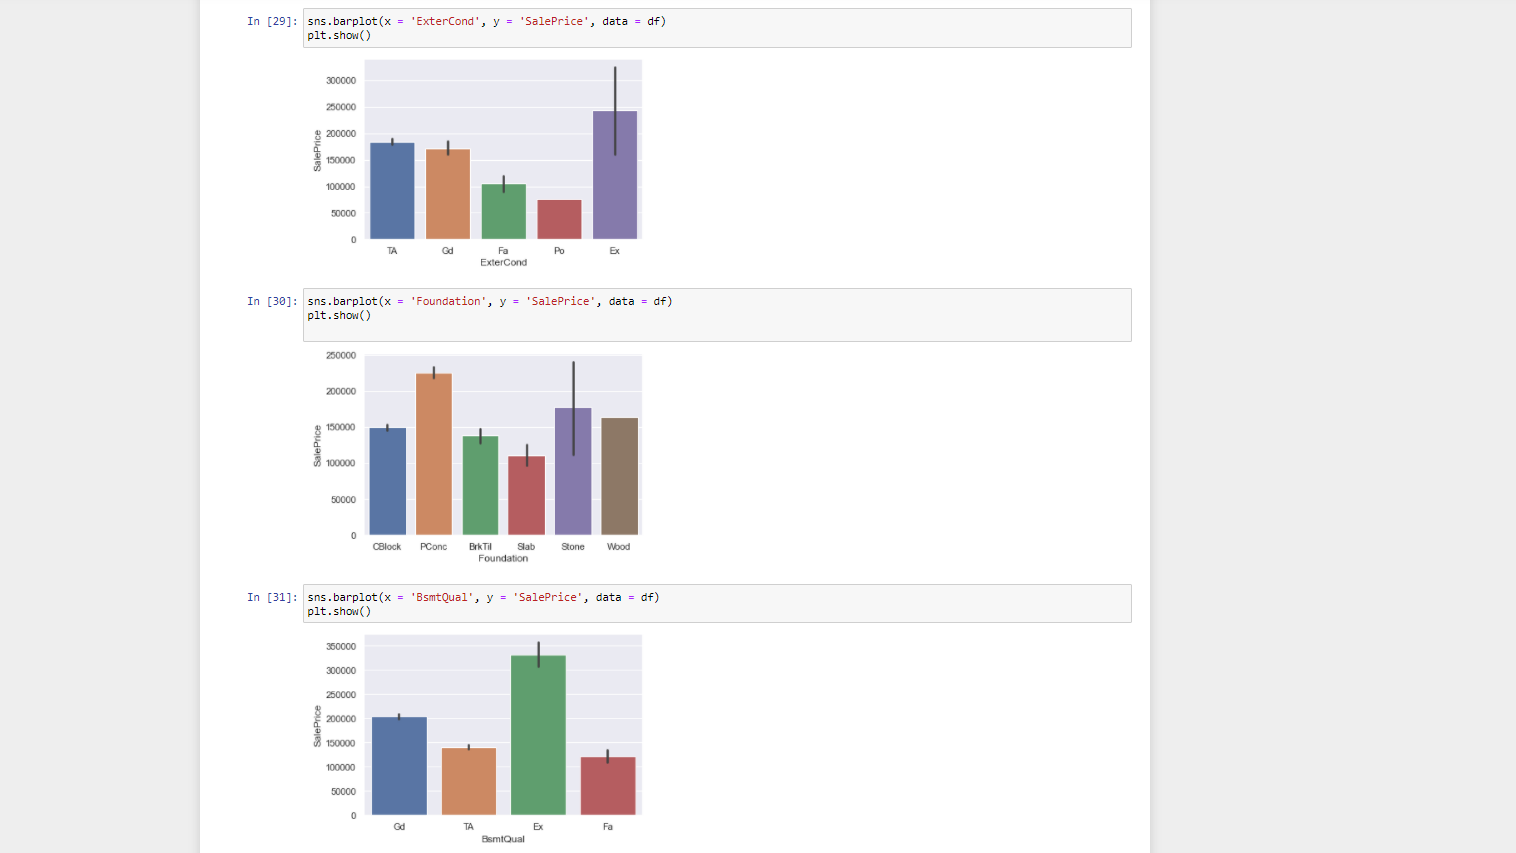 In [29]: sns.barplot(x = 'ExterCond', y = 'SalePrice', data = df)
plt.show()
300000
250000
200000
150000
100000
50000
0
SalePrice
TA Gd Fa Po Ex
ExterCond
In [30]: sns.barplot(x = 'Foundation', y = 'SalePrice', data = df)
plt.show()
250000
200000
150000
100000
50000
0
SalePrice
CBlock PConc BrkTil Slab Stone Wood
Foundation
In [31]: sns.barplot(x = 'BsmtQual', y = 'SalePrice', data = df)
plt.show()
350000
300000
250000
200000
150000
100000
50000
0
SalePrice
Gd TA Ex Fa
BsmtQual